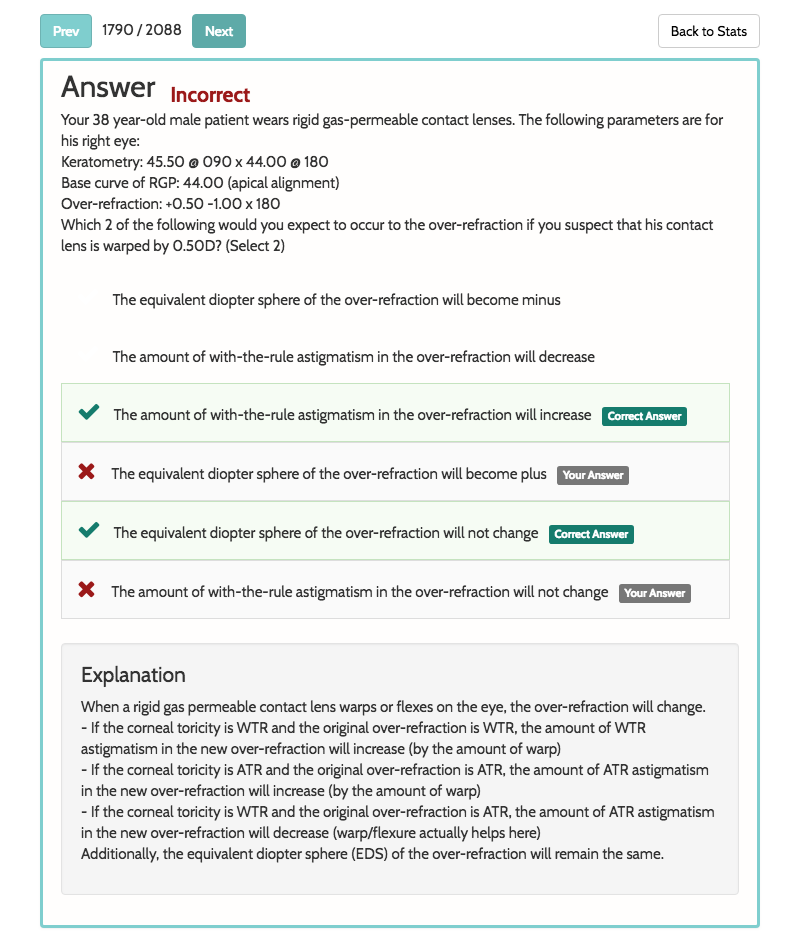 Prev 1790 / 2088 Next Back to Stats
Answer Incorrect
Your 38 year-old male patient wears rigid gas-permeable contact lenses. The following parameters are for
his right eye:
Keratometry: 45.50 @ 090 x 44.00 @ 180
Base curve of RGP: 44.00 (apical alignment)
Over-refraction: +0.50 -1.00 x 180
Which 2 of the following would you expect to occur to the over-refraction if you suspect that his contact
lens is warped by 0.50D? (Select 2)
The equivalent diopter sphere of the over-refraction will become minus
The amount of with-the-rule astigmatism in the over-refraction will decrease
The amount of with-the-rule astigmatism in the over-refraction will increase Correct Answer
The equivalent diopter sphere of the over-refraction will become plus Your Answer
The equivalent diopter sphere of the over-refraction will not change Correct Answer
The amount of with-the-rule astigmatism in the over-refraction will not change Your Answer
Explanation
When a rigid gas permeable contact lens warps or flexes on the eye, the over-refraction will change.
- If the corneal toricity is WTR and the original over-refraction is WTR, the amount of WTR
astigmatism in the new over-refraction will increase (by the amount of warp)
- If the corneal toricity is ATR and the original over-refraction is ATR, the amount of ATR astigmatism
in the new over-refraction will increase (by the amount of warp)
- If the corneal toricity is WTR and the original over-refraction is ATR, the amount of ATR astigmatism
in the new over-refraction will decrease (warp/flexure actually helps here)
Additionally, the equivalent diopter sphere (EDS) of the over-refraction will remain the same.